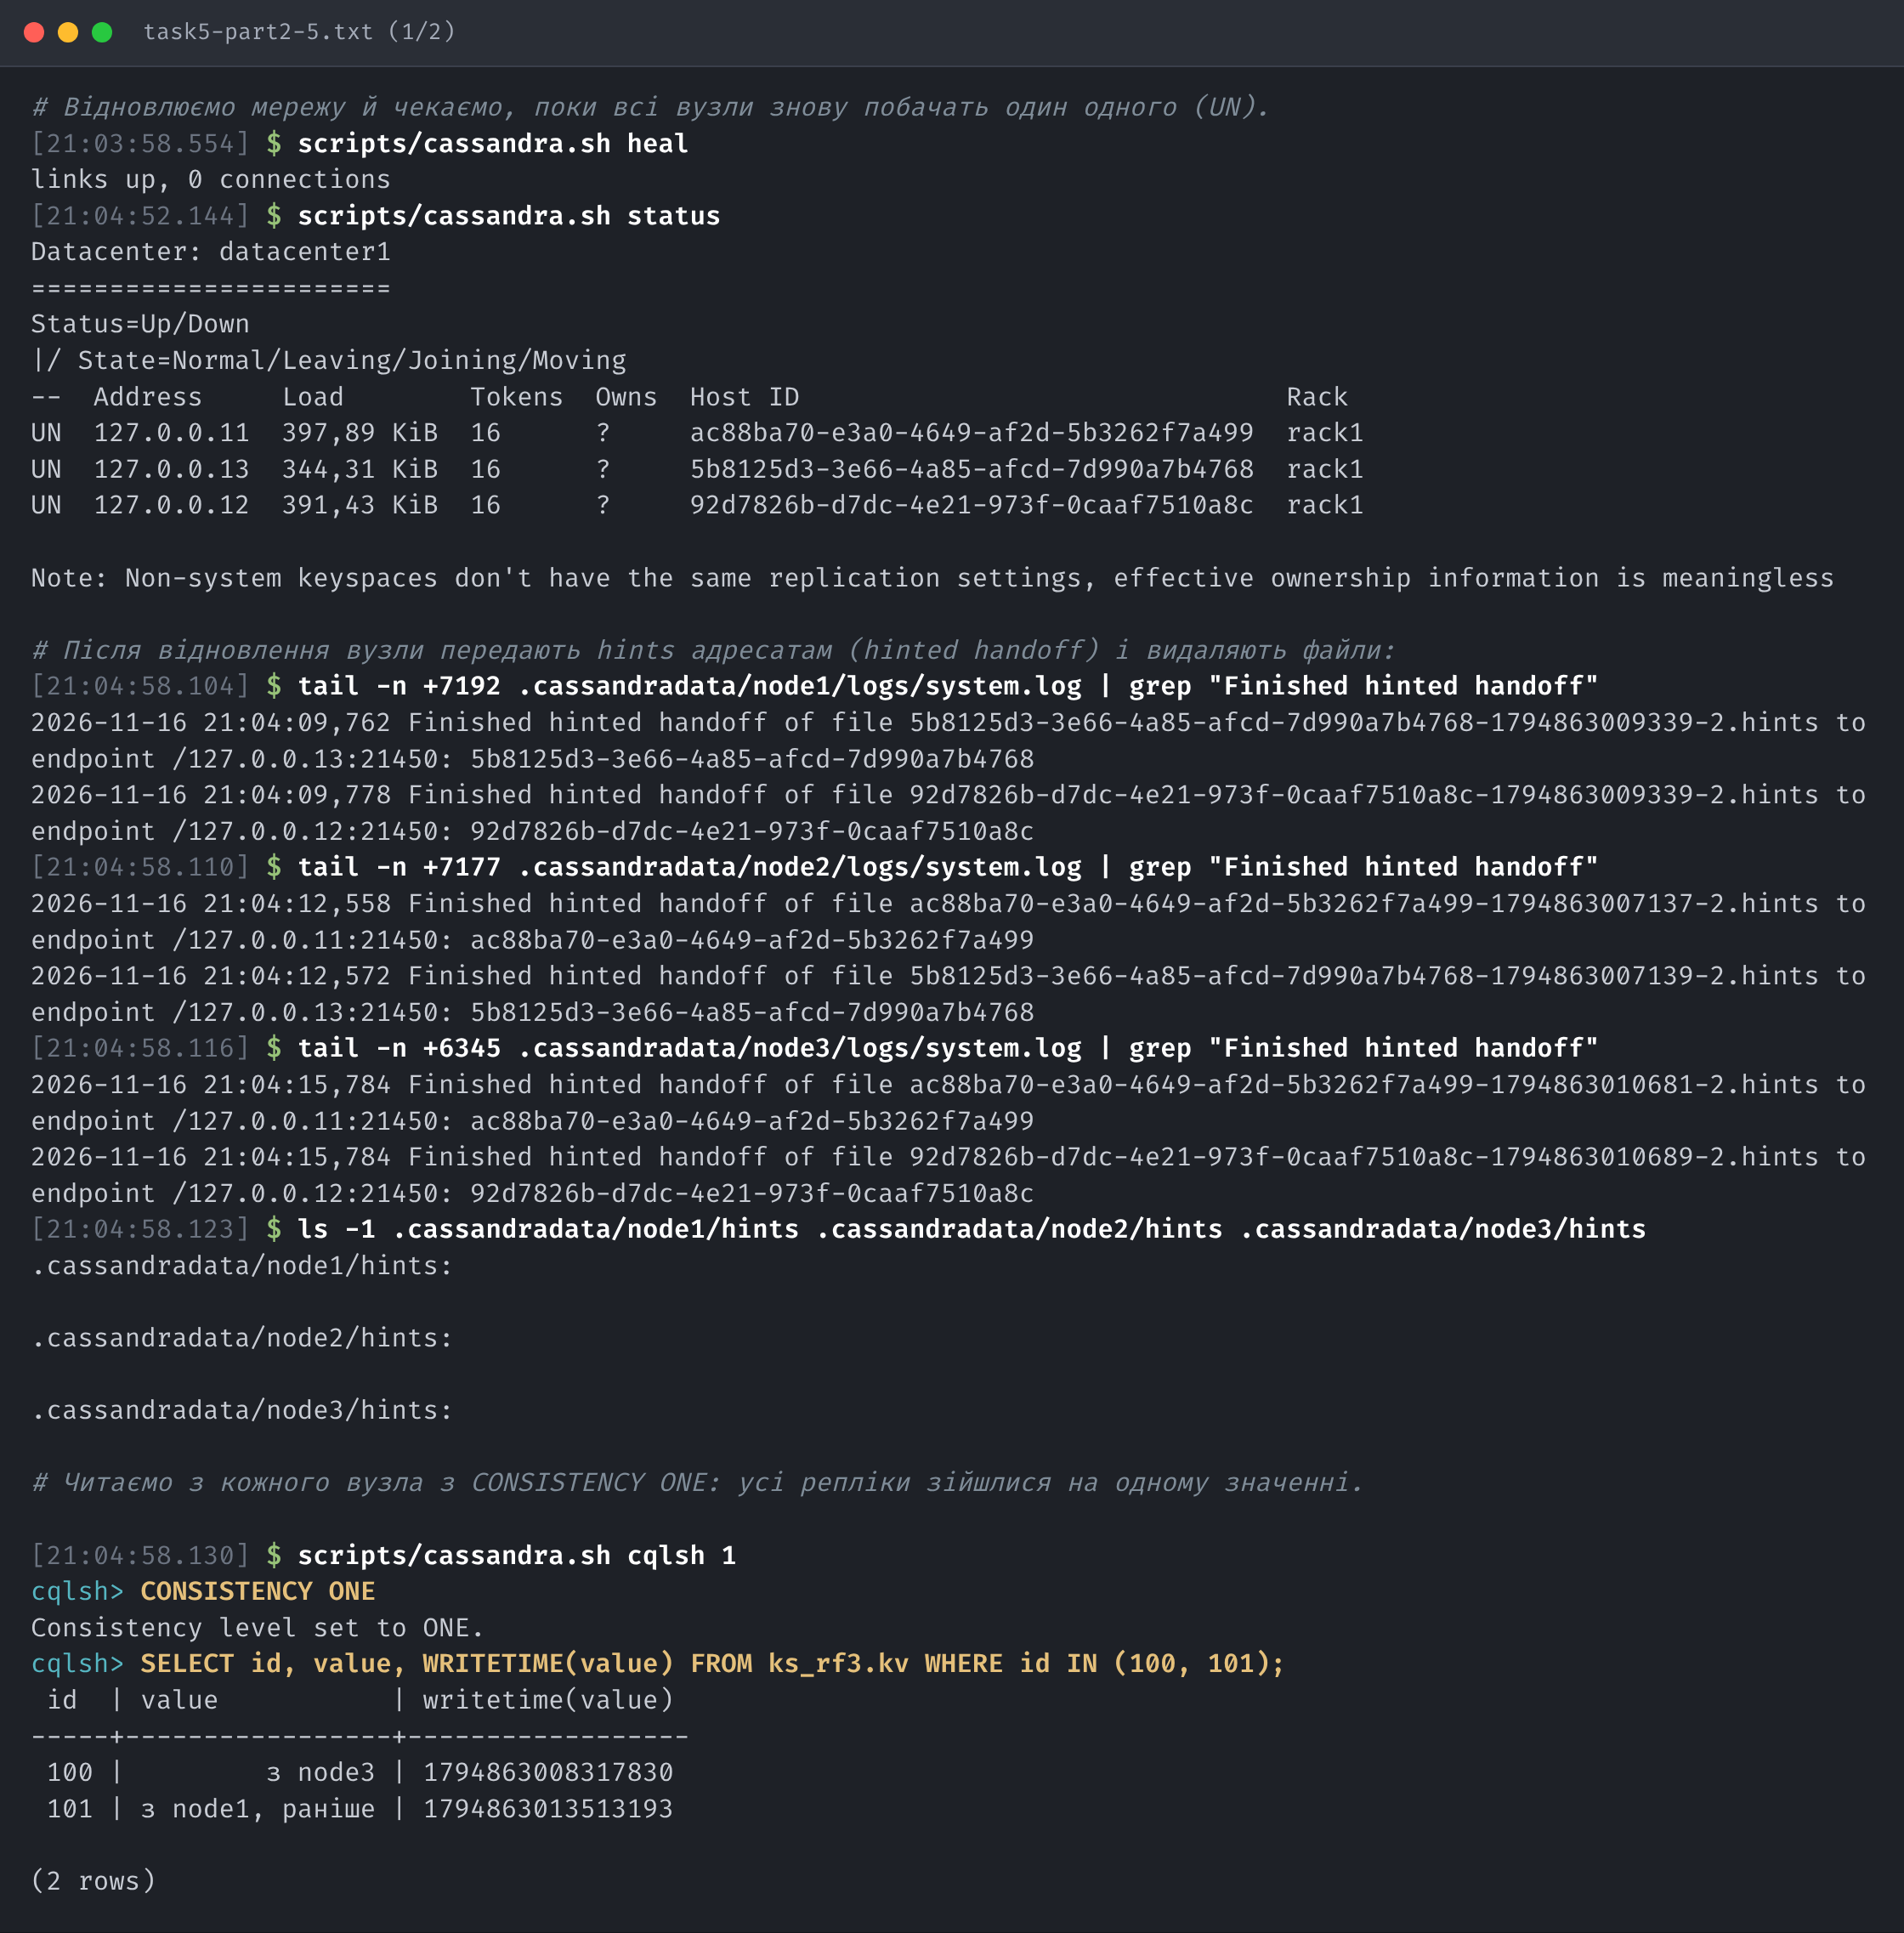 task5-part2-5.txt (1/2)
# Відновлюємо мережу й чекаємо, поки всі вузли знову побачать один одного (UN).
[21:03:58.554] $ scripts/cassandra.sh heal
links up, 0 connections
[21:04:52.144] $ scripts/cassandra.sh status
Datacenter: datacenter1
=======================
Status=Up/Down
|/ State=Normal/Leaving/Joining/Moving
--  Address     Load        Tokens  Owns  Host ID                               Rack
UN  127.0.0.11  397,89 KiB  16      ?     ac88ba70-e3a0-4649-af2d-5b3262f7a499  rack1
UN  127.0.0.13  344,31 KiB  16      ?     5b8125d3-3e66-4a85-afcd-7d990a7b4768  rack1
UN  127.0.0.12  391,43 KiB  16      ?     92d7826b-d7dc-4e21-973f-0caaf7510a8c  rack1
Note: Non-system keyspaces don't have the same replication settings, effective ownership information is meaningless
# Після відновлення вузли передають hints адресатам (hinted handoff) і видаляють файли:
[21:04:58.104] $ tail -n +7192 .cassandradata/node1/logs/system.log | grep "Finished hinted handoff"
2026-11-16 21:04:09,762 Finished hinted handoff of file 5b8125d3-3e66-4a85-afcd-7d990a7b4768-1794863009339-2.hints to
endpoint /127.0.0.13:21450: 5b8125d3-3e66-4a85-afcd-7d990a7b4768
2026-11-16 21:04:09,778 Finished hinted handoff of file 92d7826b-d7dc-4e21-973f-0caaf7510a8c-1794863009339-2.hints to
endpoint /127.0.0.12:21450: 92d7826b-d7dc-4e21-973f-0caaf7510a8c
[21:04:58.110] $ tail -n +7177 .cassandradata/node2/logs/system.log | grep "Finished hinted handoff"
2026-11-16 21:04:12,558 Finished hinted handoff of file ac88ba70-e3a0-4649-af2d-5b3262f7a499-1794863007137-2.hints to
endpoint /127.0.0.11:21450: ac88ba70-e3a0-4649-af2d-5b3262f7a499
2026-11-16 21:04:12,572 Finished hinted handoff of file 5b8125d3-3e66-4a85-afcd-7d990a7b4768-1794863007139-2.hints to
endpoint /127.0.0.13:21450: 5b8125d3-3e66-4a85-afcd-7d990a7b4768
[21:04:58.116] $ tail -n +6345 .cassandradata/node3/logs/system.log | grep "Finished hinted handoff"
2026-11-16 21:04:15,784 Finished hinted handoff of file ac88ba70-e3a0-4649-af2d-5b3262f7a499-1794863010681-2.hints to
endpoint /127.0.0.11:21450: ac88ba70-e3a0-4649-af2d-5b3262f7a499
2026-11-16 21:04:15,784 Finished hinted handoff of file 92d7826b-d7dc-4e21-973f-0caaf7510a8c-1794863010689-2.hints to
endpoint /127.0.0.12:21450: 92d7826b-d7dc-4e21-973f-0caaf7510a8c
[21:04:58.123] $ ls -1 .cassandradata/node1/hints .cassandradata/node2/hints .cassandradata/node3/hints
.cassandradata/node1/hints:
.cassandradata/node2/hints:
.cassandradata/node3/hints:
# Читаємо з кожного вузла з CONSISTENCY ONE: усі репліки зійшлися на одному значенні.
[21:04:58.130] $ scripts/cassandra.sh cqlsh 1
cqlsh> CONSISTENCY ONE
Consistency level set to ONE.
cqlsh> SELECT id, value, WRITETIME(value) FROM ks_rf3.kv WHERE id IN (100, 101);
 id  | value           | writetime(value)
-----+-----------------+------------------
 100 |         з node3 | 1794863008317830
 101 | з node1, раніше | 1794863013513193
(2 rows)